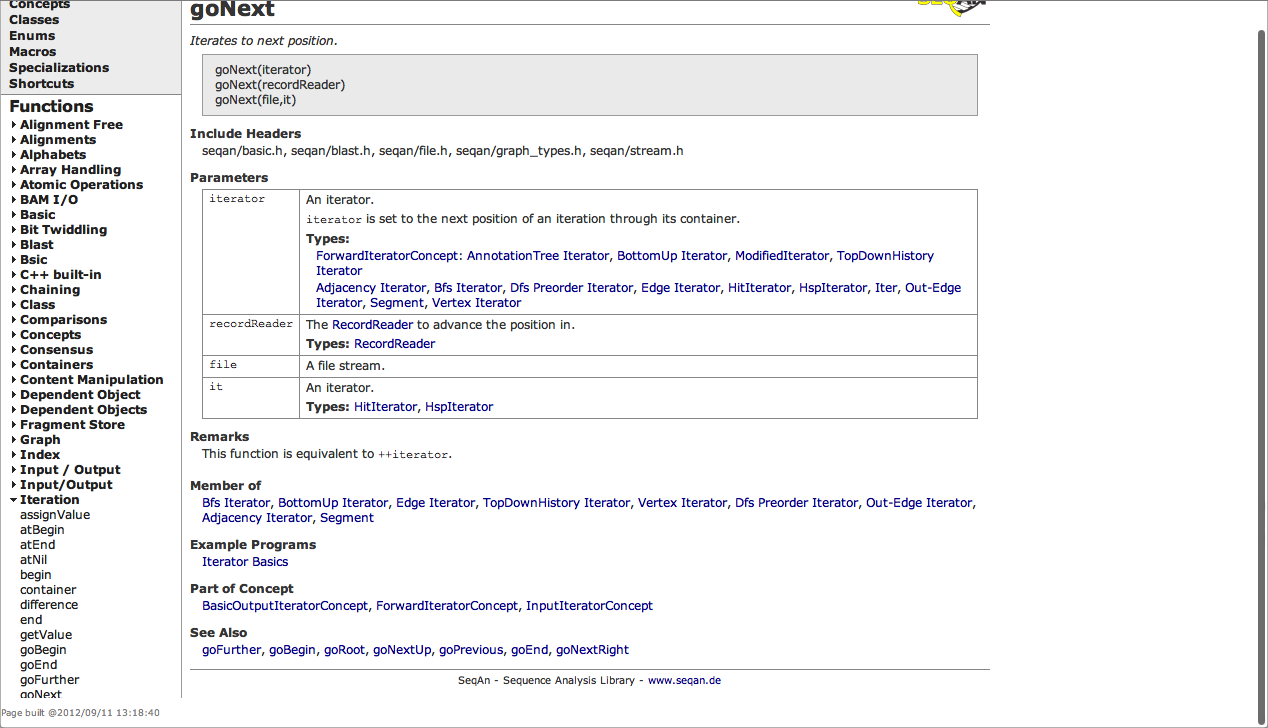 Concepts
Classes
Enums
Macros
Specializations
Shortcuts
Functions
Alignment Free
Alignments
Alphabets
Array Handling
Atomic Operations
BAM I/O
Basic
Bit Twiddling
Blast
Bsic
C++ built-in
Chaining
Class
Comparisons
Concepts
Consensus
Containers
Content Manipulation
Dependent Object
Dependent Objects
Fragment Store
Graph
Index
Input / Output
Input/Output
Iteration
assignValue
atBegin
atEnd
atNil
begin
container
difference
end
getValue
goBegin
goEnd
goFurther
goNext
Page built @2012/09/11 13:18:40
goNext
SeqAn
Iterates to next position.
goNext(iterator)
goNext(recordReader)
goNext(file,it)
Include Headers
seqan/basic.h, seqan/blast.h, seqan/file.h, seqan/graph_types.h, seqan/stream.h
Parameters
iterator
An iterator.
iterator is set to the next position of an iteration through its container.
Types:
ForwardIteratorConcept: AnnotationTree Iterator, BottomUp Iterator, ModifiedIterator, TopDownHistory
Iterator
Adjacency Iterator, Bfs Iterator, Dfs Preorder Iterator, Edge Iterator, HitIterator, HspIterator, Iter, Out-Edge
Iterator, Segment, Vertex Iterator
recordReader
The RecordReader to advance the position in.
Types: RecordReader
file
A file stream.
it
An iterator.
Types: HitIterator, HspIterator
Remarks
This function is equivalent to ++iterator.
Member of
Bfs Iterator, BottomUp Iterator, Edge Iterator, TopDownHistory Iterator, Vertex Iterator, Dfs Preorder Iterator, Out-Edge Iterator,
Adjacency Iterator, Segment
Example Programs
Iterator Basics
Part of Concept
BasicOutputIteratorConcept, ForwardIteratorConcept, InputIteratorConcept
See Also
goFurther, goBegin, goRoot, goNextUp, goPrevious, goEnd, goNextRight
SeqAn - Sequence Analysis Library - www.seqan.de